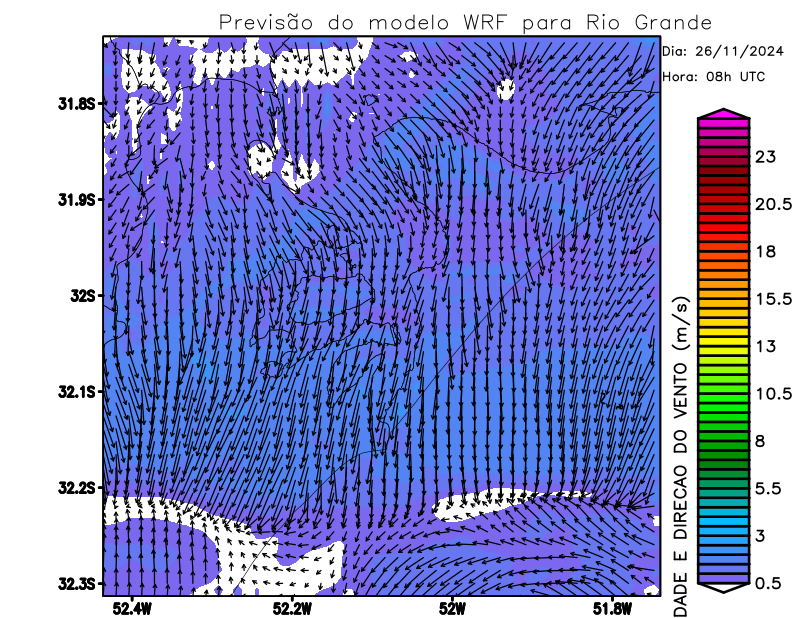 Previsão do modelo WRF para Rio Grande
Dia: 26/11/2024
Hora: 08h UTC
31.8S
31.9S
32S
32.1S
32.2S
32.3S
52.4W
52.2W
52W
51.8W
DADE E DIRECAO DO VENTO (m/s)
23
20.5
18
15.5
13
10.5
8
5.5
3
0.5